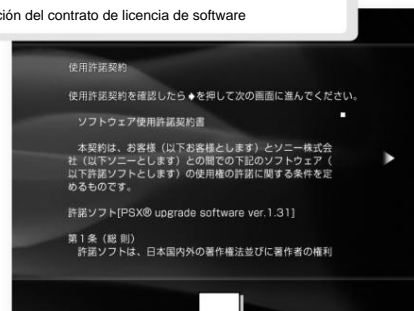 ción del contrato de licencia de software
使用許諾契約
使用許諾契約を確認したら◆を押して次の画面に進んでください。
ソフトウェア使用許諾契約書
本契約は、お客様（以下お客様とします）とソニー株式会
社（以下ソニーとします）との間での下記のソフトウェア（
以下許諾ソフトとします）の使用権の許諾に関する条件を定
めるものです。
許諾ソフト[PSX® upgrade software ver.1.31]
第1条（総 則）
許諾ソフトは、日本国内外の著作権法並びに著作者の権利